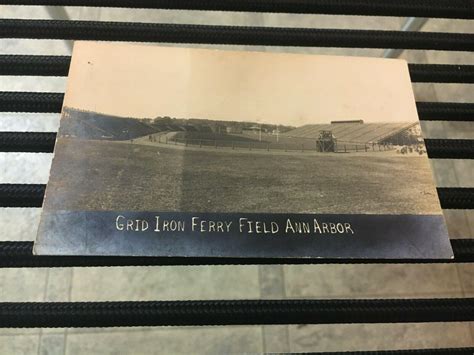 GRID IRON FERRY FIELD ANN ARBOR